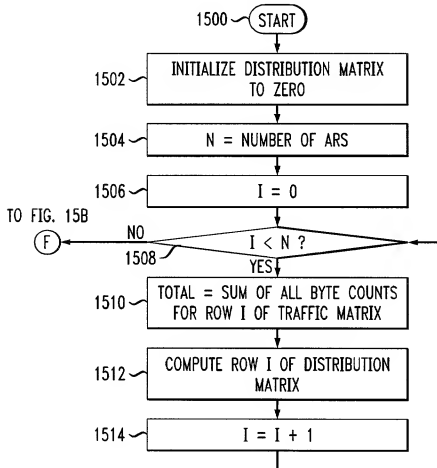 1500 START
1502 INITIALIZE DISTRIBUTION MATRIX
TO ZERO
1504 N = NUMBER OF ARS
1506 I = 0
TO FIG. 15B
F NO I < N ?
1508
YES
1510 TOTAL = SUM OF ALL BYTE COUNTS
FOR ROW I OF TRAFFIC MATRIX
1512 COMPUTE ROW I OF DISTRIBUTION
MATRIX
1514 I = I + 1